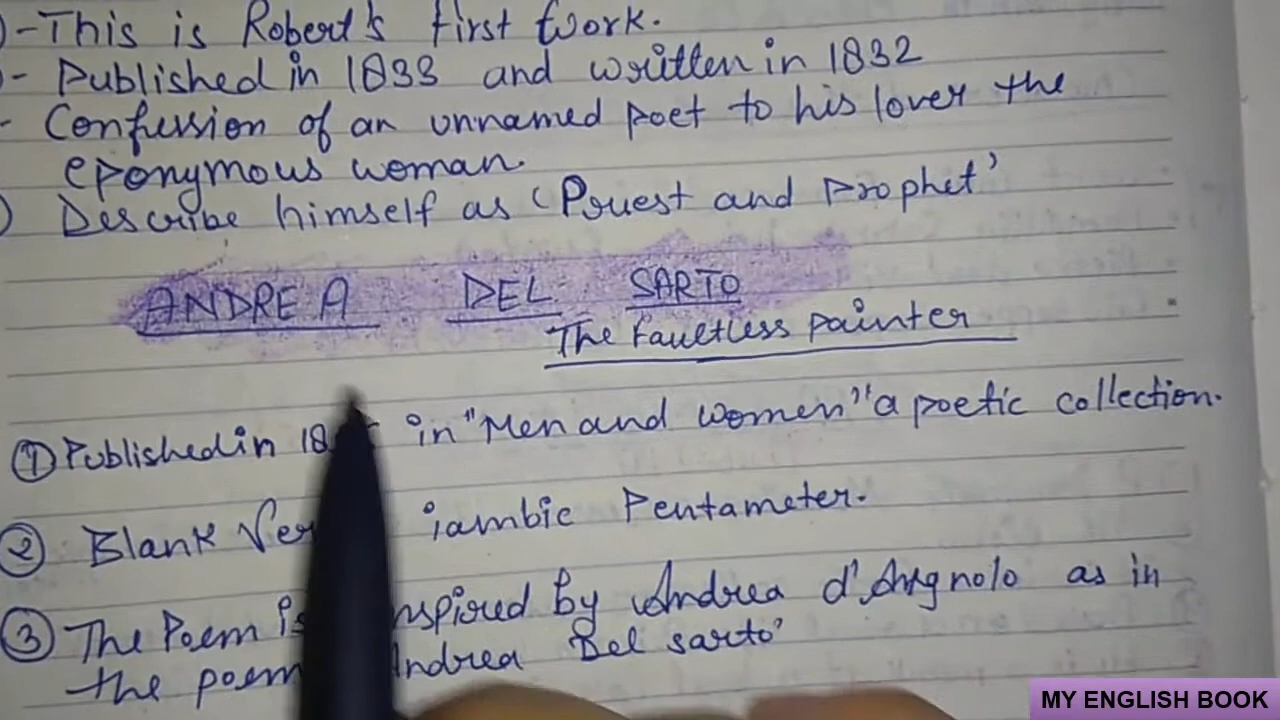 -This is Robert's first work.
- Published in 1833 and written in 1832
- Confession of an unnamed poet to his lover the
eponymous woman.
Describe himself as 'Priest and Prophet'
ANDREA DEL SARTO
The Faultless painter
① Published in in "Men and women" a poetic collection.
② Blank iambic Pentameter.
③ The Poem by Andrea d'Angnolo as in
the poem Del sarto'
MY ENGLISH BOOK